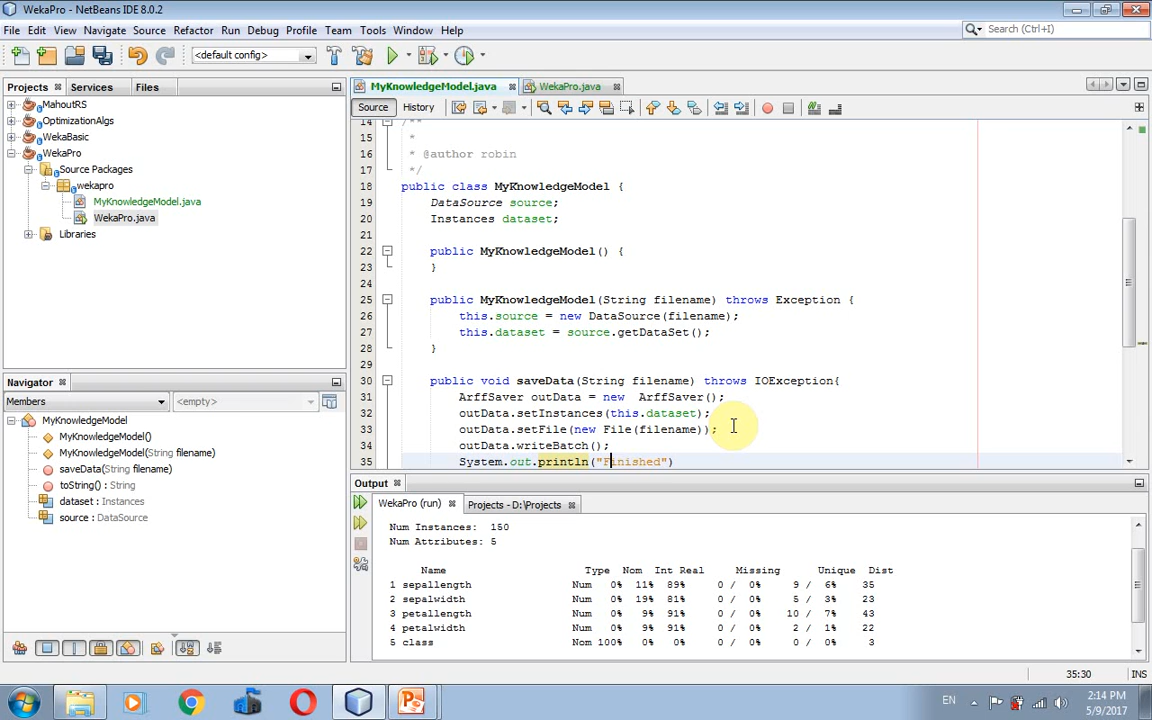 WekaPro - NetBeans IDE 8.0.2
File Edit View Navigate Source Refactor Run Debug Profile Team Tools Window Help
Search (Ctrl+I)
<default config>
Projects Services Files
MahoutRS
OptimizationAlgs
WekaBasic
WekaPro
Source Packages
wekapro
MyKnowledgeModel.java
WekaPro.java
Libraries
Navigator
Members <empty>
MyKnowledgeModel
MyKnowledgeModel()
MyKnowledgeModel(String filename)
saveData(String filename)
toString() : String
dataset : Instances
source : DataSource
MyKnowledgeModel.java WekaPro.java
Source History
14 /**
15 *
16 * @author robin
17 */
18 public class MyKnowledgeModel {
19 DataSource source;
20 Instances dataset;
21
22 public MyKnowledgeModel() {
23 }
24
25 public MyKnowledgeModel(String filename) throws Exception {
26 this.source = new DataSource(filename);
27 this.dataset = source.getDataSet();
28 }
29
30 public void saveData(String filename) throws IOException{
31 ArffSaver outData = new ArffSaver();
32 outData.setInstances(this.dataset);
33 outData.setFile(new File(filename));
34 outData.writeBatch();
35 System.out.println("Finished")
Output
WekaPro (run) Projects - D:\Projects
Num Instances: 150
Num Attributes: 5
Name Type Nom Int Real Missing Unique Dist
1 sepallength Num 0% 11% 89% 0 / 0% 9 / 6% 35
2 sepalwidth Num 0% 19% 81% 0 / 0% 5 / 3% 23
3 petallength Num 0% 9% 91% 0 / 0% 10 / 7% 43
4 petalwidth Num 0% 9% 91% 0 / 0% 2 / 1% 22
5 class Nom 100% 0% 0% 0 / 0% 0 / 0% 3
35:30 INS
EN
2:14 PM
5/9/2017